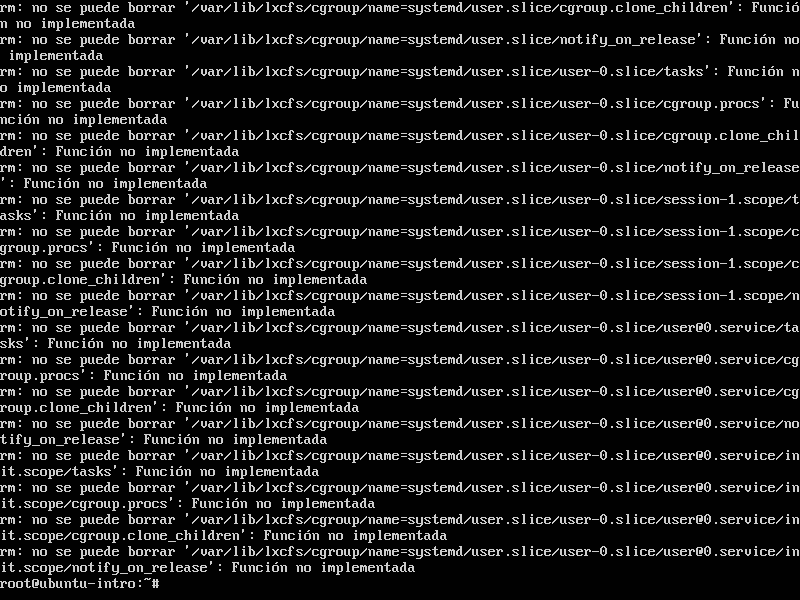 rm: no se puede borrar '/var/lib/lxcfs/cgroup/name=systemd/user.slice/cgroup.clone_children': Funció
n no implementada
rm: no se puede borrar '/var/lib/lxcfs/cgroup/name=systemd/user.slice/notify_on_release': Función no
 implementada
rm: no se puede borrar '/var/lib/lxcfs/cgroup/name=systemd/user.slice/user-0.slice/tasks': Función n
o implementada
rm: no se puede borrar '/var/lib/lxcfs/cgroup/name=systemd/user.slice/user-0.slice/cgroup.procs': Fu
nción no implementada
rm: no se puede borrar '/var/lib/lxcfs/cgroup/name=systemd/user.slice/user-0.slice/cgroup.clone_chil
dren': Función no implementada
rm: no se puede borrar '/var/lib/lxcfs/cgroup/name=systemd/user.slice/user-0.slice/notify_on_release
': Función no implementada
rm: no se puede borrar '/var/lib/lxcfs/cgroup/name=systemd/user.slice/user-0.slice/session-1.scope/t
asks': Función no implementada
rm: no se puede borrar '/var/lib/lxcfs/cgroup/name=systemd/user.slice/user-0.slice/session-1.scope/c
group.procs': Función no implementada
rm: no se puede borrar '/var/lib/lxcfs/cgroup/name=systemd/user.slice/user-0.slice/session-1.scope/c
group.clone_children': Función no implementada
rm: no se puede borrar '/var/lib/lxcfs/cgroup/name=systemd/user.slice/user-0.slice/session-1.scope/n
otify_on_release': Función no implementada
rm: no se puede borrar '/var/lib/lxcfs/cgroup/name=systemd/user.slice/user-0.slice/user@0.service/ta
sks': Función no implementada
rm: no se puede borrar '/var/lib/lxcfs/cgroup/name=systemd/user.slice/user-0.slice/user@0.service/cg
roup.procs': Función no implementada
rm: no se puede borrar '/var/lib/lxcfs/cgroup/name=systemd/user.slice/user-0.slice/user@0.service/cg
roup.clone_children': Función no implementada
rm: no se puede borrar '/var/lib/lxcfs/cgroup/name=systemd/user.slice/user-0.slice/user@0.service/no
tify_on_release': Función no implementada
rm: no se puede borrar '/var/lib/lxcfs/cgroup/name=systemd/user.slice/user-0.slice/user@0.service/in
it.scope/tasks': Función no implementada
rm: no se puede borrar '/var/lib/lxcfs/cgroup/name=systemd/user.slice/user-0.slice/user@0.service/in
it.scope/cgroup.procs': Función no implementada
rm: no se puede borrar '/var/lib/lxcfs/cgroup/name=systemd/user.slice/user-0.slice/user@0.service/in
it.scope/cgroup.clone_children': Función no implementada
rm: no se puede borrar '/var/lib/lxcfs/cgroup/name=systemd/user.slice/user-0.slice/user@0.service/in
it.scope/notify_on_release': Función no implementada
root@ubuntu-intro:~#